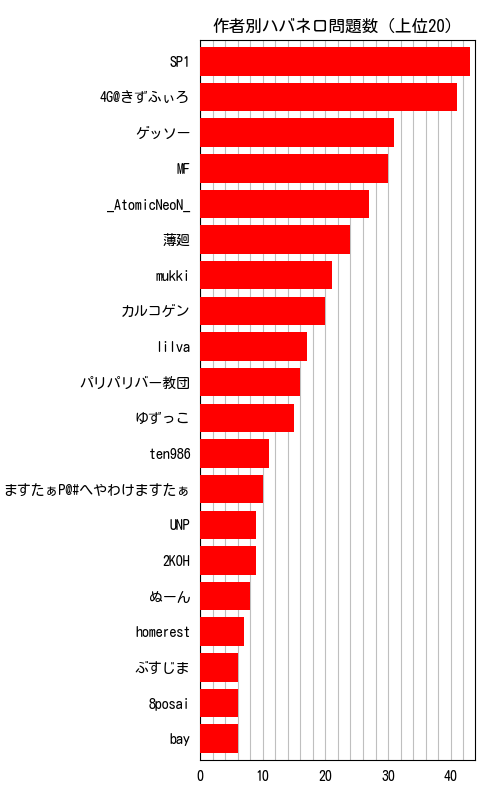 作者別ハバネロ問題数（上位20）
SP1
4G@きずふぃろ
ゲッソー
MF
_AtomicNeoN_
薄廻
mukki
カルコゲン
lilva
パリパリバー教団
ゆずっこ
ten986
ますたぁP@#へやわけますたぁ
UNP
2KOH
ぬーん
homerest
ぶすじま
8posai
bay
0 10 20 30 40